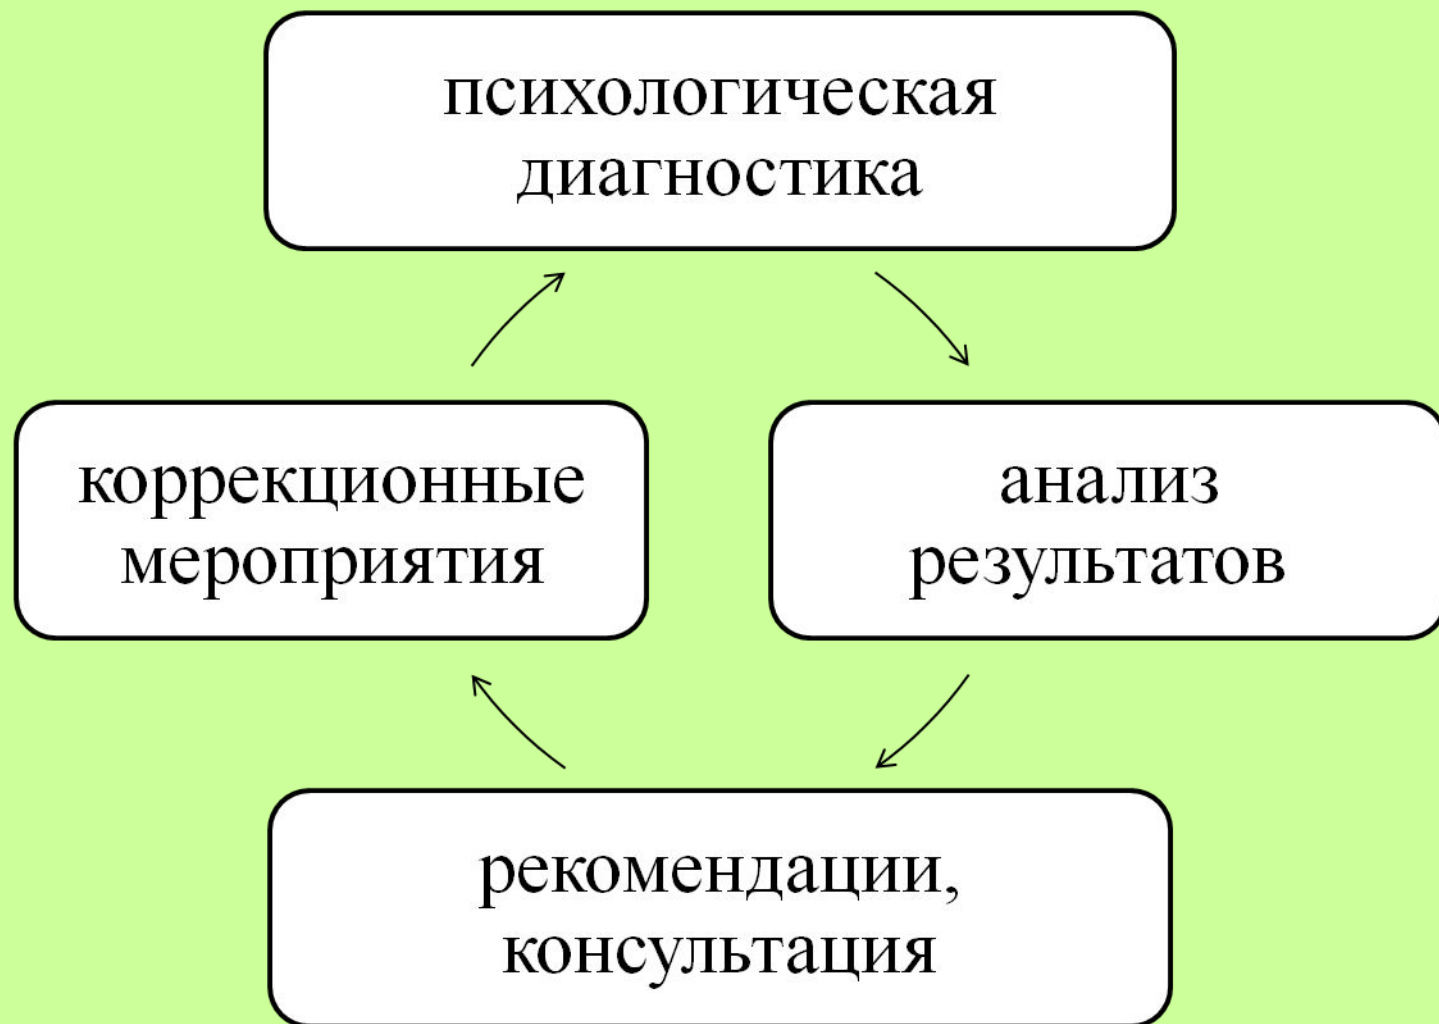 психологическая
диагностика
коррекционные
мероприятия
анализ
результатов
рекомендации,
консультация